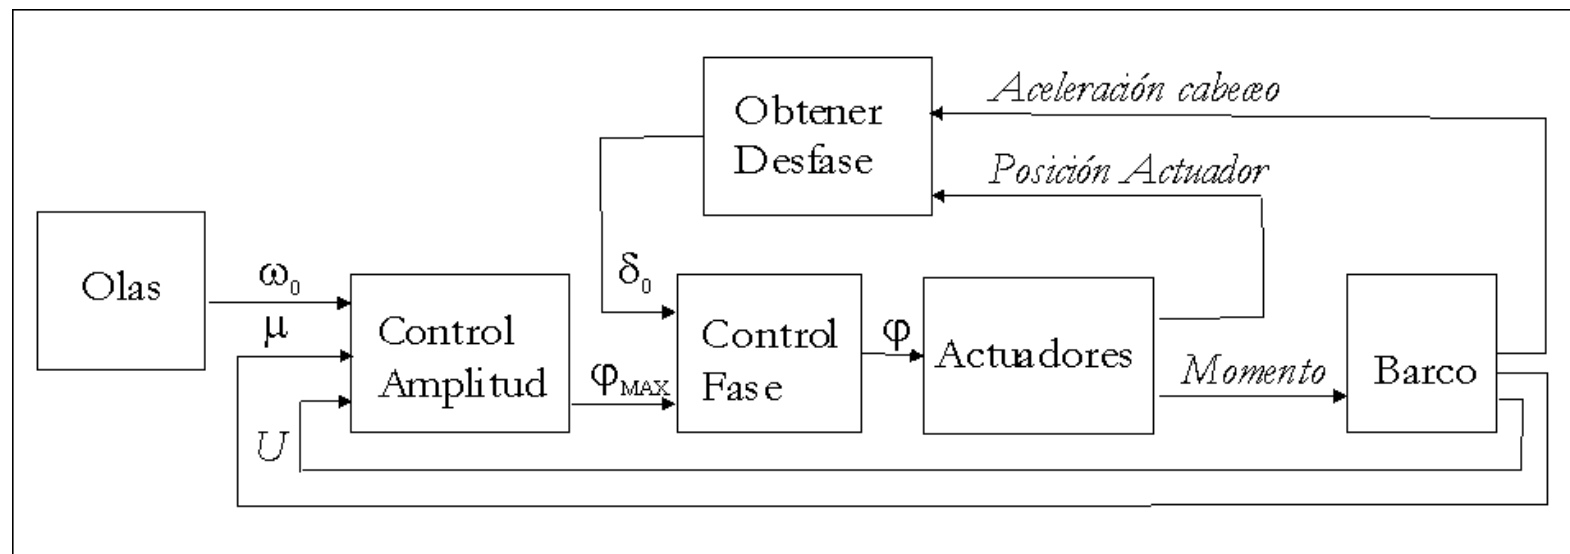 Aceleración cabeceo
Obtener
Desfase
Posición Actuador
Olas
ω₀
μ
U
Control
Amplitud
φMAX
δ₀
Control
Fase
φ
Actuadores
Momento
Barco